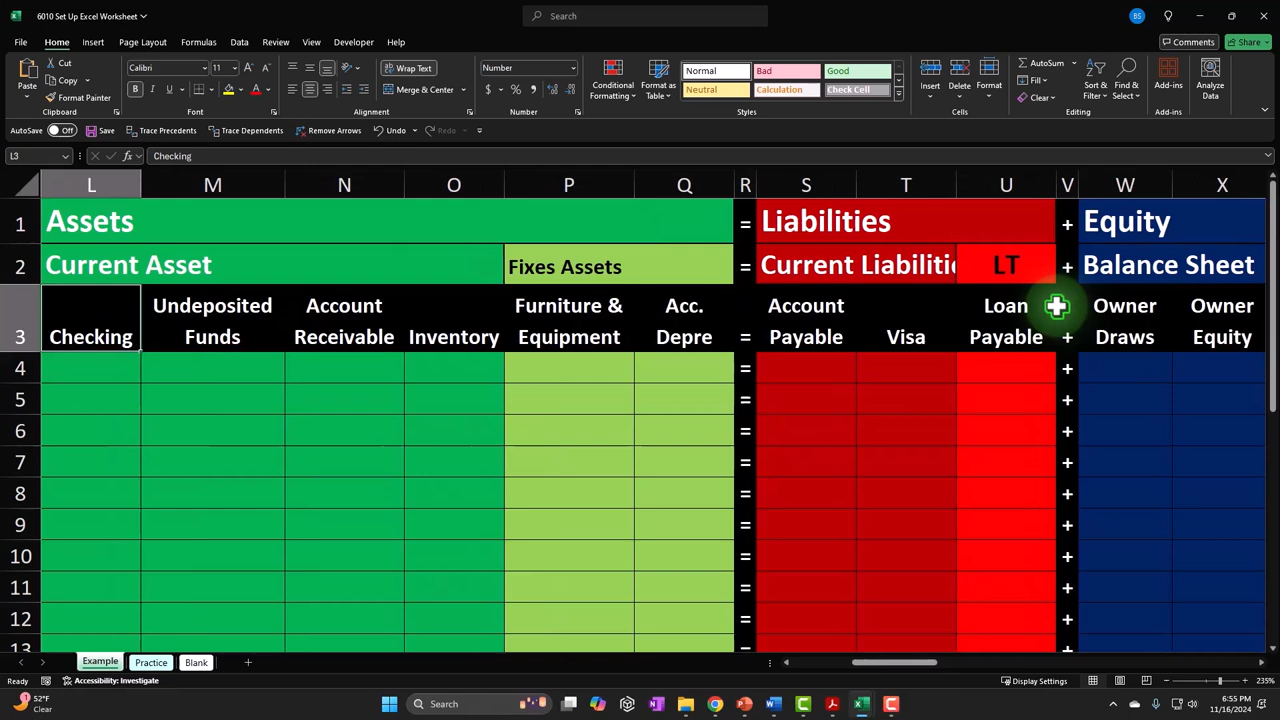 6010 Set Up Excel Worksheet
Search
BS
File Home Insert Page Layout Formulas Data Review View Developer Help
Comments Share
Paste
Cut
Copy
Format Painter
Clipboard
Calibri 11
B I U
Font
Wrap Text
Merge & Center
Alignment
Number
$ % ,
Number
Conditional Formatting
Format as Table
Normal Bad Good
Neutral Calculation Check Cell
Styles
Insert Delete Format
Cells
AutoSum
Fill
Clear
Sort & Filter
Find & Select
Editing
Add-ins
Add-ins
Analyze Data
AutoSave Off Save Trace Precedents Trace Dependents Remove Arrows Undo Redo
L3 fx Checking
L M N O P Q R S T U V W X
1 Assets = Liabilities + Equity
2 Current Asset Fixes Assets = Current Liabilitie LT + Balance Sheet
3 Checking Undeposited Funds Account Receivable Inventory Furniture & Equipment Acc. Depre = Account Payable Visa Loan Payable + Owner Draws Owner Equity
4 = +
5 = +
6 = +
7 = +
8 = +
9 = +
10 = +
11 = +
12 = +
13 = +
Example Practice Blank +
Ready Accessibility: Investigate Display Settings 235%
1
52°F
Clear
Search
6:55 PM
11/16/2024